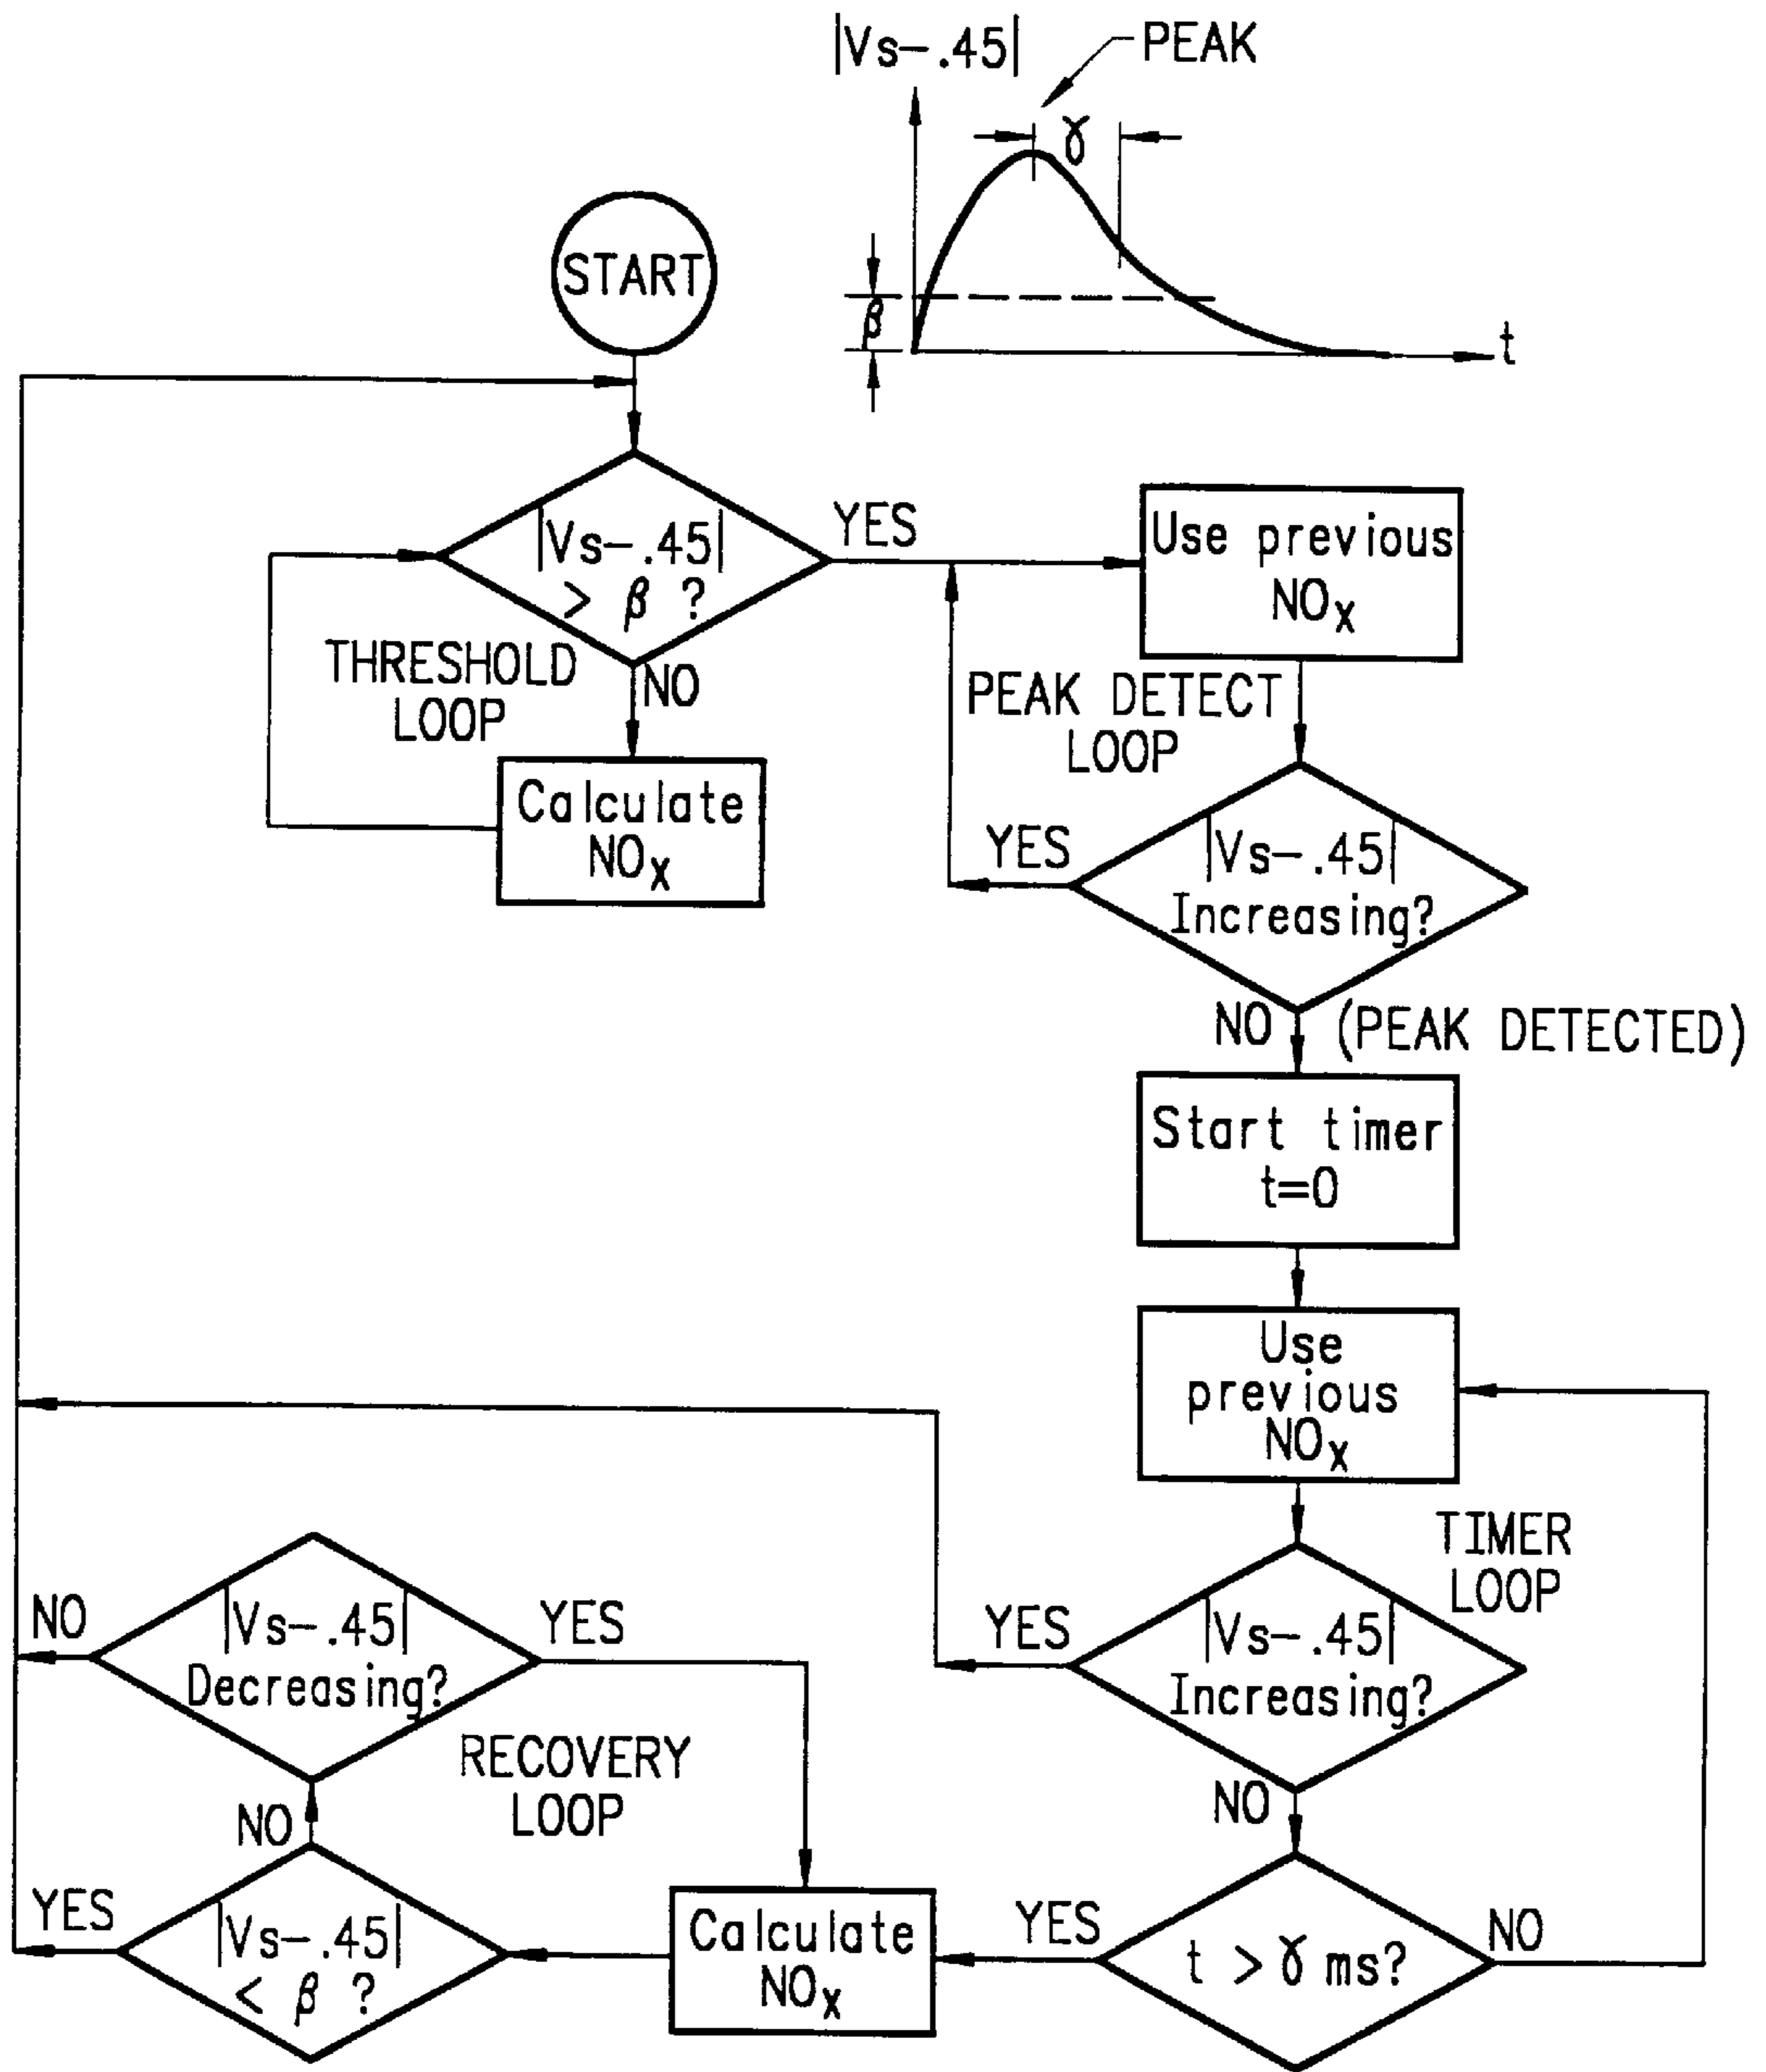 |Vs-.45|
PEAK
γ
β
t
START
|Vs-.45|
> β ?
YES
NO
THRESHOLD
LOOP
Calculate
NOx
Use previous
NOx
PEAK DETECT
LOOP
|Vs-.45|
Increasing?
YES
NO
(PEAK DETECTED)
Start timer
t=0
Use
previous
NOx
TIMER
LOOP
|Vs-.45|
Increasing?
YES
NO
t > γ ms?
NO
YES
Calculate
NOx
|Vs-.45|
< β ?
YES
NO
RECOVERY
LOOP
|Vs-.45|
Decreasing?
NO
YES